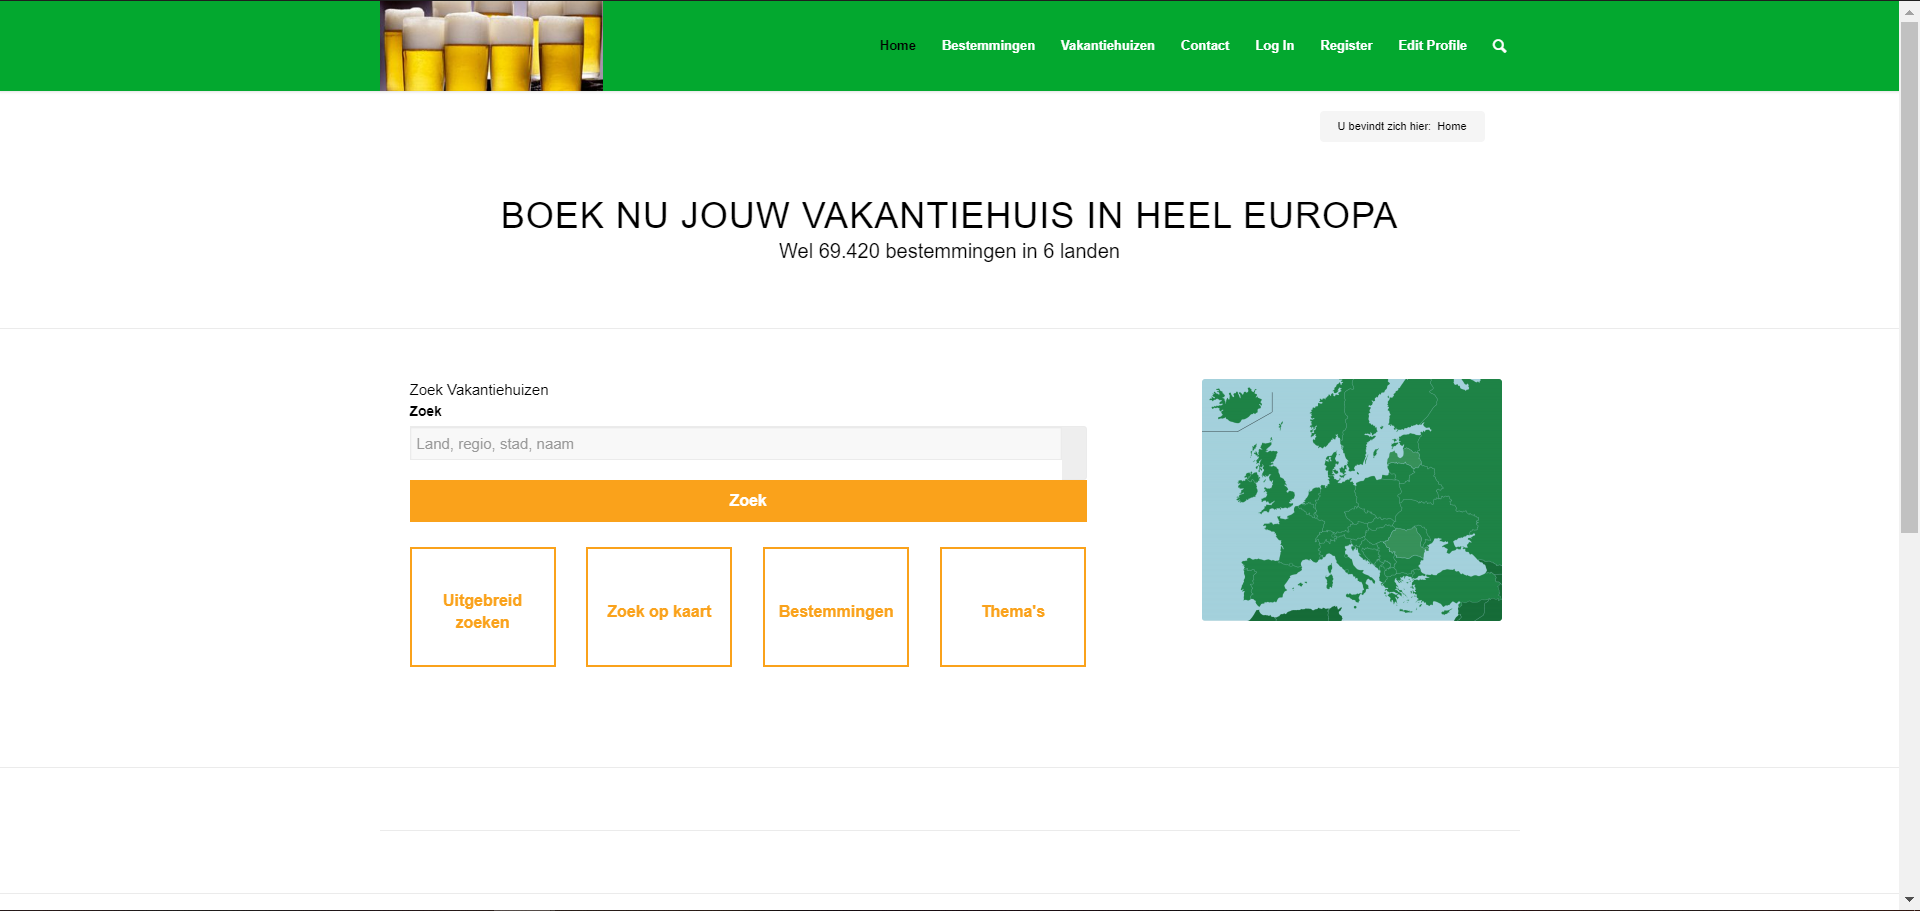 Home Bestemmingen Vakantiehuizen Contact Log In Register Edit Profile
U bevindt zich hier: Home
BOEK NU JOUW VAKANTIEHUIS IN HEEL EUROPA
Wel 69.420 bestemmingen in 6 landen
Zoek Vakantiehuizen
Zoek
Land, regio, stad, naam
Zoek
Uitgebreid
zoeken
Zoek op kaart
Bestemmingen
Thema's